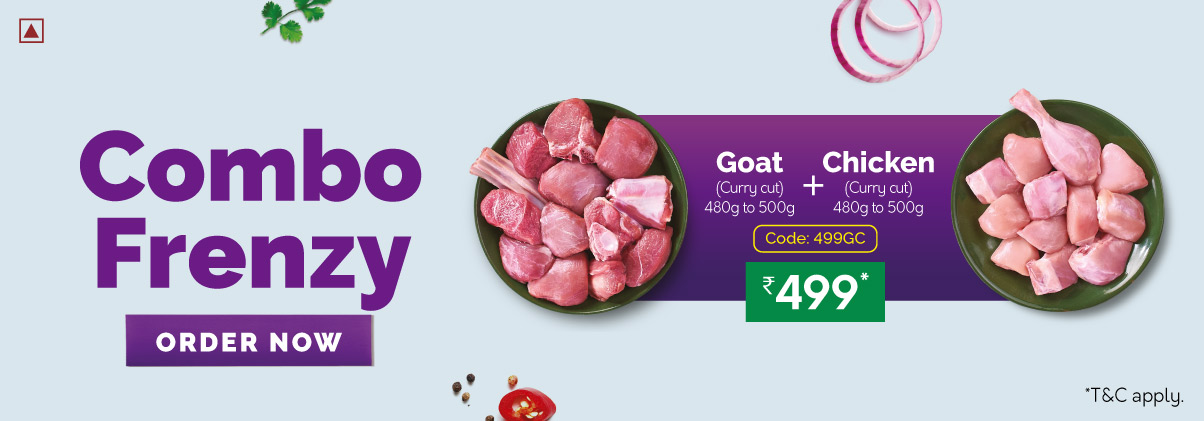 Combo
Frenzy
ORDER NOW
Goat + Chicken
(Curry cut) (Curry cut)
480g to 500g 480g to 500g
Code: 499GC
₹499*
*T&C apply.